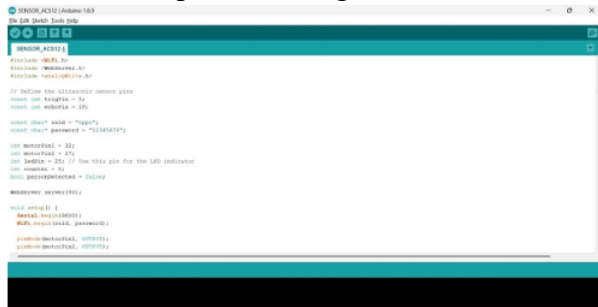 SENSOR_ACS12 | Arduino 1.8.9
File Edit Sketch Tools Help
SENSOR_ACS12 §
#include <WiFi.h>
#include <WebServer.h>
#include <analogWrite.h>
// Define the ultrasonic sensor pins
const int trigPin = 5;
const int echoPin = 18;
const char* ssid = "oppo";
const char* password = "12345678";
int motorPin1 = 32;
int motorPin2 = 27;
int ledPin = 25; // Use this pin for the LED indicator
int counter = 0;
bool personDetected = false;
WebServer server(80);
void setup() {
Serial.begin(9600);
WiFi.begin(ssid, password);
pinMode(motorPin1, OUTPUT);
pinMode(motorPin2, OUTPUT);